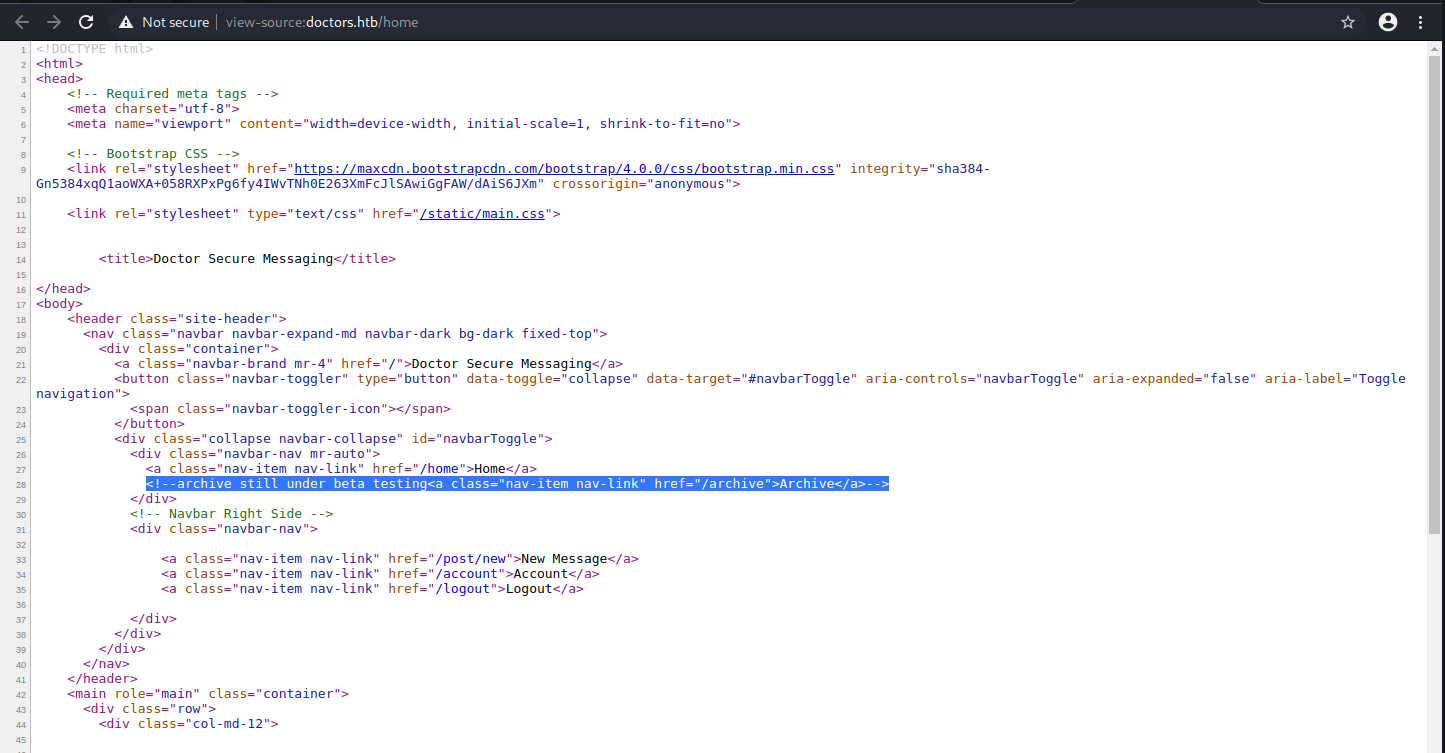 Not secure | view-source:doctors.htb/home
1 <!DOCTYPE html>
2 <html>
3 <head>
4 <!-- Required meta tags -->
5 <meta charset="utf-8">
6 <meta name="viewport" content="width=device-width, initial-scale=1, shrink-to-fit=no">
7
8 <!-- Bootstrap CSS -->
9 <link rel="stylesheet" href="https://maxcdn.bootstrapcdn.com/bootstrap/4.0.0/css/bootstrap.min.css" integrity="sha384-
Gn5384xqQ1aoWXA+058RXPxPg6fy4IWvTNh0E263XmFcJlSAwiGgFAW/dAiS6JXm" crossorigin="anonymous">
10
11 <link rel="stylesheet" type="text/css" href="/static/main.css">
12
13
14 <title>Doctor Secure Messaging</title>
15
16 </head>
17 <body>
18 <header class="site-header">
19 <nav class="navbar navbar-expand-md navbar-dark bg-dark fixed-top">
20 <div class="container">
21 <a class="navbar-brand mr-4" href="/">Doctor Secure Messaging</a>
22 <button class="navbar-toggler" type="button" data-toggle="collapse" data-target="#navbarToggle" aria-controls="navbarToggle" aria-expanded="false" aria-label="Toggle
navigation">
23 <span class="navbar-toggler-icon"></span>
24 </button>
25 <div class="collapse navbar-collapse" id="navbarToggle">
26 <div class="navbar-nav mr-auto">
27 <a class="nav-item nav-link" href="/home">Home</a>
28 <!--archive still under beta testing<a class="nav-item nav-link" href="/archive">Archive</a>-->
29 </div>
30 <!-- Navbar Right Side -->
31 <div class="navbar-nav">
32
33 <a class="nav-item nav-link" href="/post/new">New Message</a>
34 <a class="nav-item nav-link" href="/account">Account</a>
35 <a class="nav-item nav-link" href="/logout">Logout</a>
36
37 </div>
38 </div>
39 </div>
40 </nav>
41 </header>
42 <main role="main" class="container">
43 <div class="row">
44 <div class="col-md-12">
45